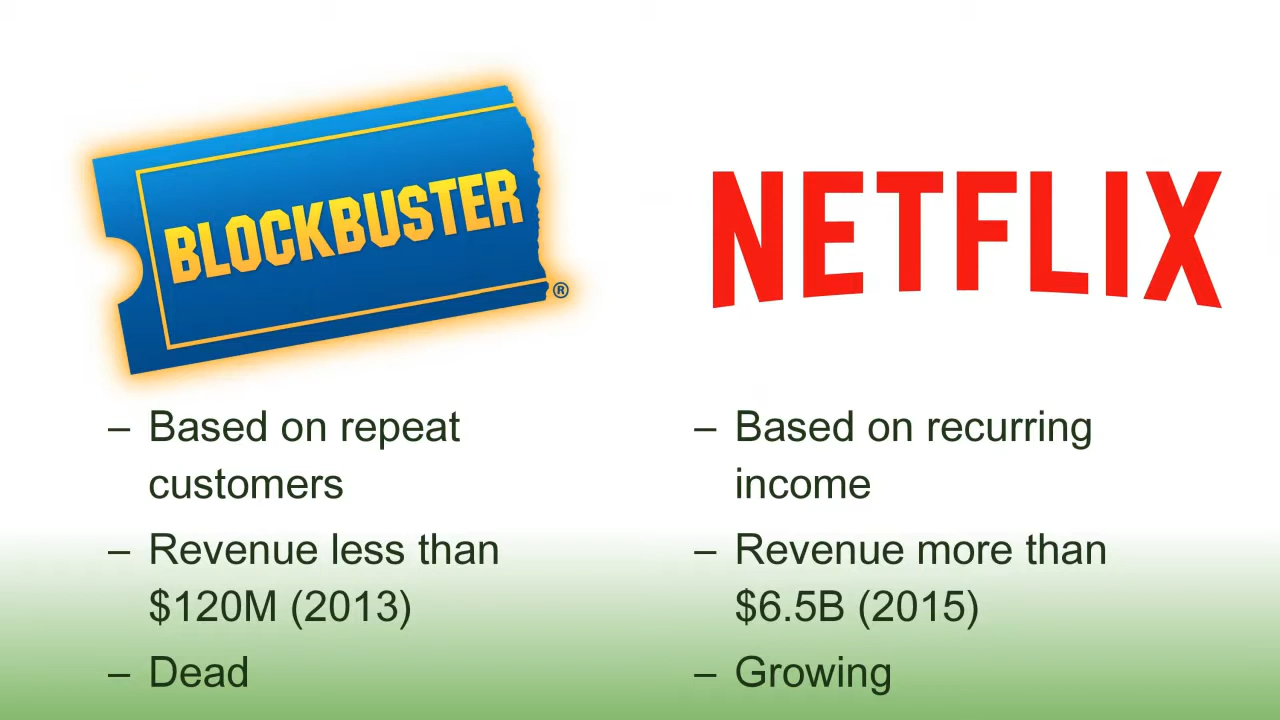 BLOCKBUSTER
®
NETFLIX
– Based on repeat
customers
– Revenue less than
$120M (2013)
– Dead
– Based on recurring
income
– Revenue more than
$6.5B (2015)
– Growing